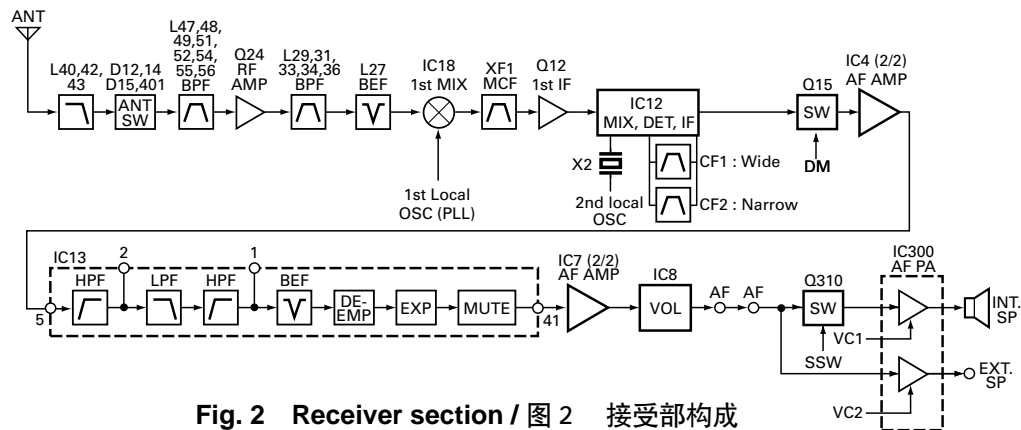 ANT
L40,42,
43
D12,14
D15,401
ANT
SW
L47,48,
49,51,
52,54,
55,56
BPF
Q24
RF
AMP
L29,31,
33,34,36
BPF
L27
BEF
IC18
1st MIX
1st Local
OSC (PLL)
XF1
MCF
Q12
1st IF
IC12
MIX, DET, IF
X2
2nd local
OSC
CF1 : Wide
CF2 : Narrow
Q15
SW
DM
IC4 (2/2)
AF AMP
IC13
5
HPF
2
LPF
HPF
1
BEF
DE-
EMP
EXP
MUTE
41
IC7 (2/2)
AF AMP
IC8
VOL
AF
AF
Q310
SW
SSW
IC300
AF PA
VC1
VC2
INT.
SP
EXT.
SP
Fig. 2 Receiver section / 图 2 接受部构成